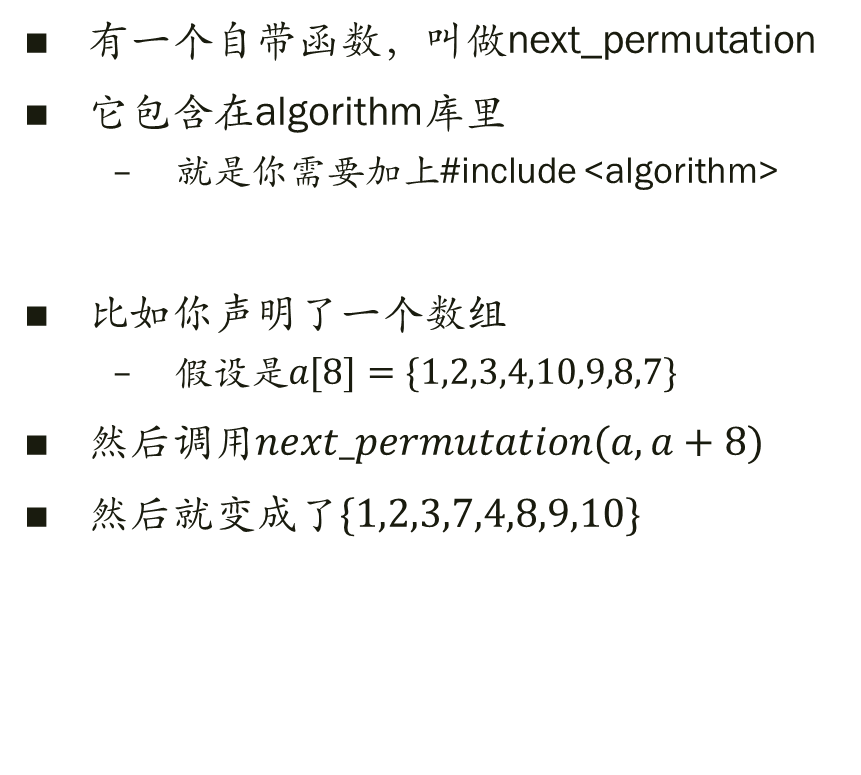 ■ 有一个自带函数，叫做next_permutation
■ 它包含在algorithm库里
– 就是你需要加上#include <algorithm>
■ 比如你声明了一个数组
– 假设是a[8] = {1,2,3,4,10,9,8,7}
■ 然后调用next_permutation(a, a + 8)
■ 然后就变成了{1,2,3,7,4,8,9,10}